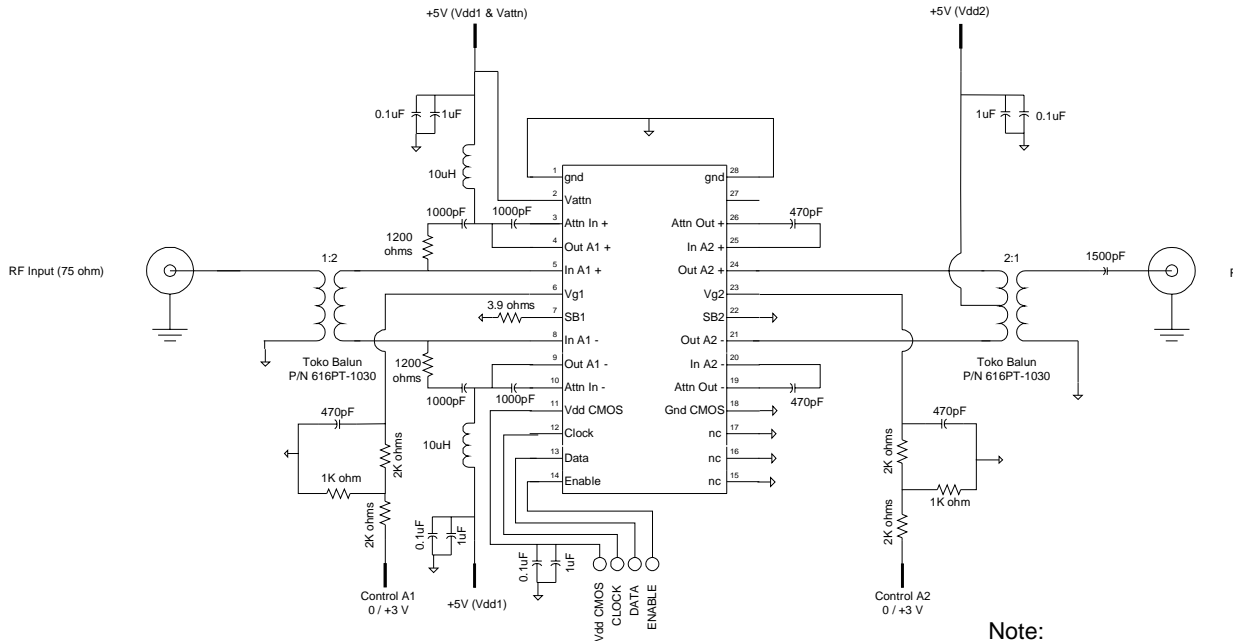 +5V (Vdd1 & Vattn)
+5V (Vdd2)
0.1uF
1uF
1uF
0.1uF
10uH
1000pF
1000pF
1200
ohms
RF Input (75 ohm)
1:2
3.9 ohms
Toko Balun
P/N 616PT-1030
1200
ohms
1000pF
1000pF
1 gnd
2 Vattn
3 Attn In +
4 Out A1 +
5 In A1 +
6 Vg1
7 SB1
8 In A1 -
9 Out A1 -
10 Attn In -
11 Vdd CMOS
12 Clock
13 Data
14 Enable
gnd 28
27
Attn Out + 26
In A2 + 25
Out A2 + 24
Vg2 23
SB2 22
Out A2 - 21
In A2 - 20
Attn Out - 19
Gnd CMOS 18
nc 17
nc 16
nc 15
470pF
470pF
2:1
1500pF
Toko Balun
P/N 616PT-1030
470pF
2K ohms
1K ohm
2K ohms
Control A1
0 / +3 V
10uH
0.1uF
1uF
+5V (Vdd1)
0.1uF
1uF
Vdd CMOS
CLOCK
DATA
ENABLE
470pF
2K ohms
1K ohm
2K ohms
Control A2
0 / +3 V
Note: